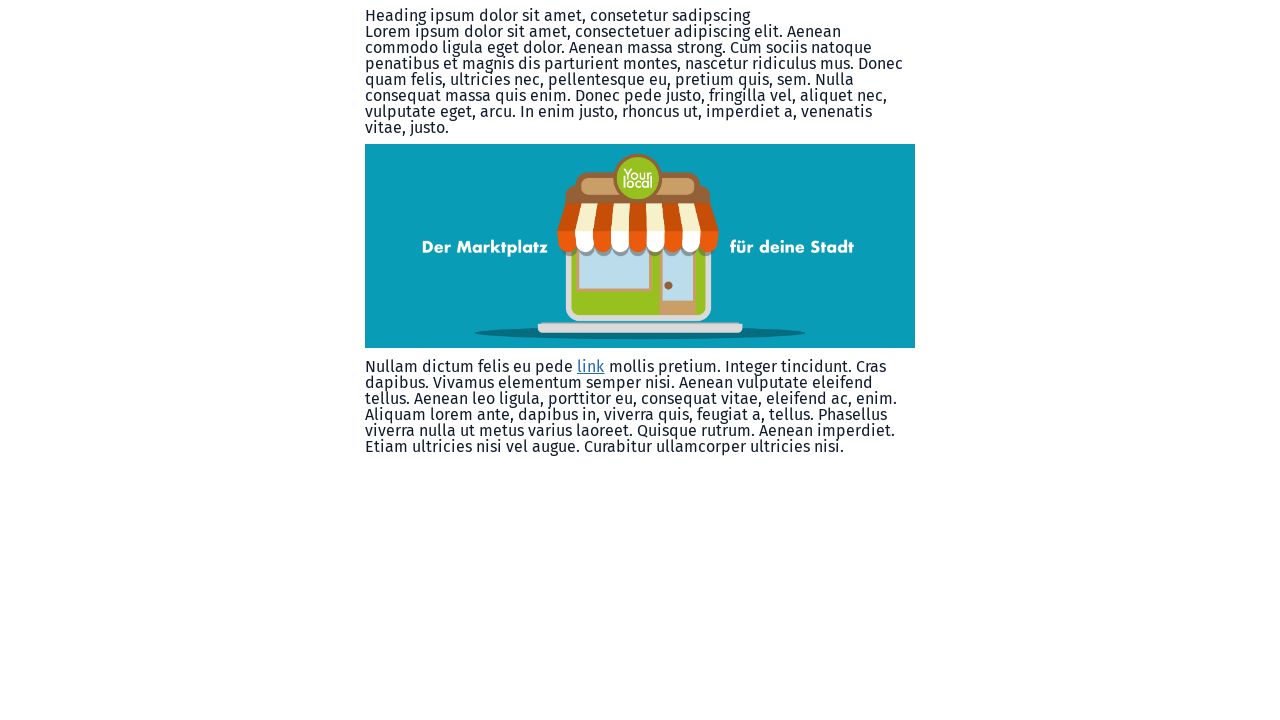 Heading ipsum dolor sit amet, consetetur sadipscing
Lorem ipsum dolor sit amet, consectetuer adipiscing elit. Aenean
commodo ligula eget dolor. Aenean massa strong. Cum sociis natoque
penatibus et magnis dis parturient montes, nascetur ridiculus mus. Donec
quam felis, ultricies nec, pellentesque eu, pretium quis, sem. Nulla
consequat massa quis enim. Donec pede justo, fringilla vel, aliquet nec,
vulputate eget, arcu. In enim justo, rhoncus ut, imperdiet a, venenatis
vitae, justo.
Your
local
Der Marktplatz für deine Stadt
Nullam dictum felis eu pede link mollis pretium. Integer tincidunt. Cras
dapibus. Vivamus elementum semper nisi. Aenean vulputate eleifend
tellus. Aenean leo ligula, porttitor eu, consequat vitae, eleifend ac, enim.
Aliquam lorem ante, dapibus in, viverra quis, feugiat a, tellus. Phasellus
viverra nulla ut metus varius laoreet. Quisque rutrum. Aenean imperdiet.
Etiam ultricies nisi vel augue. Curabitur ullamcorper ultricies nisi.